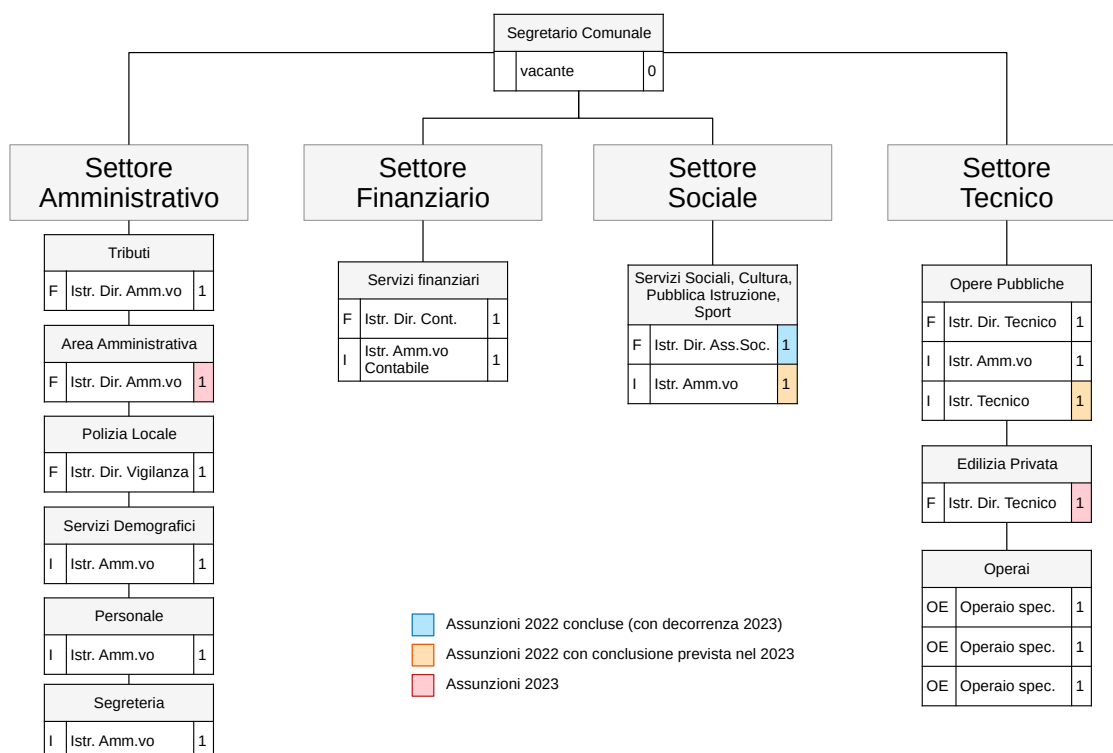 Segretario Comunale
vacante 0
Settore
Amministrativo
Tributi
F Istr. Dir. Amm.vo 1
Area Amministrativa
F Istr. Dir. Amm.vo 1
Polizia Locale
F Istr. Dir. Vigilanza 1
Servizi Demografici
I Istr. Amm.vo 1
Personale
I Istr. Amm.vo 1
Segreteria
I Istr. Amm.vo 1
Settore
Finanziario
Servizi finanziari
F Istr. Dir. Cont. 1
I Istr. Amm.vo
Contabile 1
Settore
Sociale
Servizi Sociali, Cultura,
Pubblica Istruzione,
Sport
F Istr. Dir. Ass.Soc. 1
I Istr. Amm.vo 1
Settore
Tecnico
Opere Pubbliche
F Istr. Dir. Tecnico 1
I Istr. Amm.vo 1
I Istr. Tecnico 1
Edilizia Privata
F Istr. Dir. Tecnico 1
Operai
OE Operaio spec. 1
OE Operaio spec. 1
OE Operaio spec. 1
Assunzioni 2022 concluse (con decorrenza 2023)
Assunzioni 2022 con conclusione prevista nel 2023
Assunzioni 2023